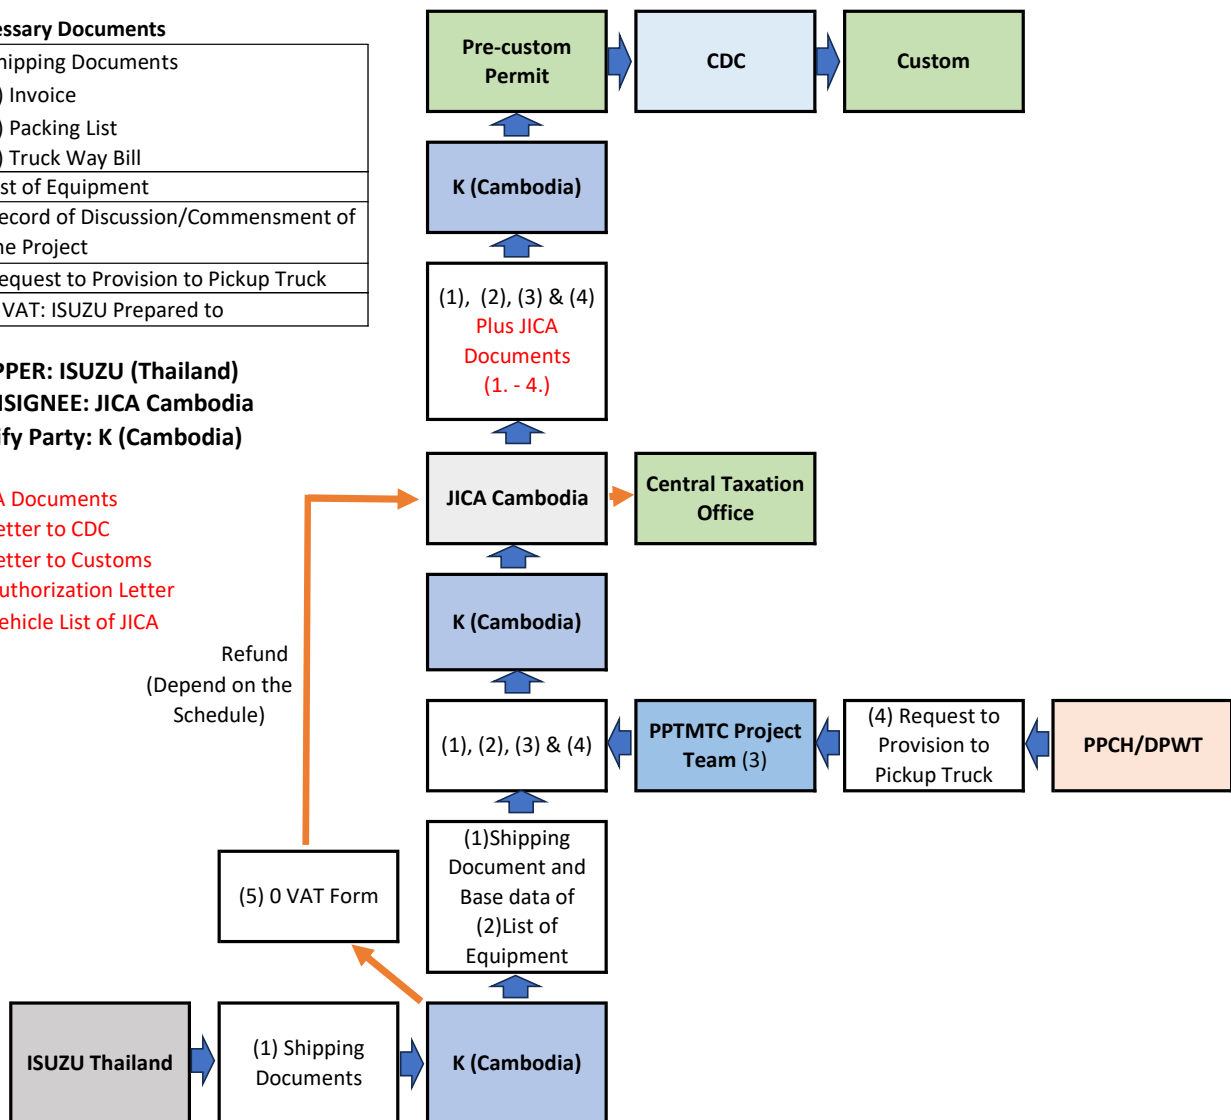 essary Documents
hipping Documents
) Invoice
) Packing List
) Truck Way Bill
ist of Equipment
ecord of Discussion/Commensment of
he Project
equest to Provision to Pickup Truck
VAT: ISUZU Prepared to
PPER: ISUZU (Thailand)
NSIGNEE: JICA Cambodia
ify Party: K (Cambodia)
A Documents
etter to CDC
etter to Customs
uthorization Letter
ehicle List of JICA
Pre-custom
Permit
CDC
Custom
K (Cambodia)
(1), (2), (3) & (4)
Plus JICA
Documents
(1. - 4.)
JICA Cambodia
Central Taxation
Office
K (Cambodia)
Refund
(Depend on the
Schedule)
(1), (2), (3) & (4)
PPTMTC Project
Team (3)
(4) Request to
Provision to
Pickup Truck
PPCH/DPWT
(1)Shipping
Document and
Base data of
(2)List of
Equipment
(5) 0 VAT Form
ISUZU Thailand
(1) Shipping
Documents
K (Cambodia)